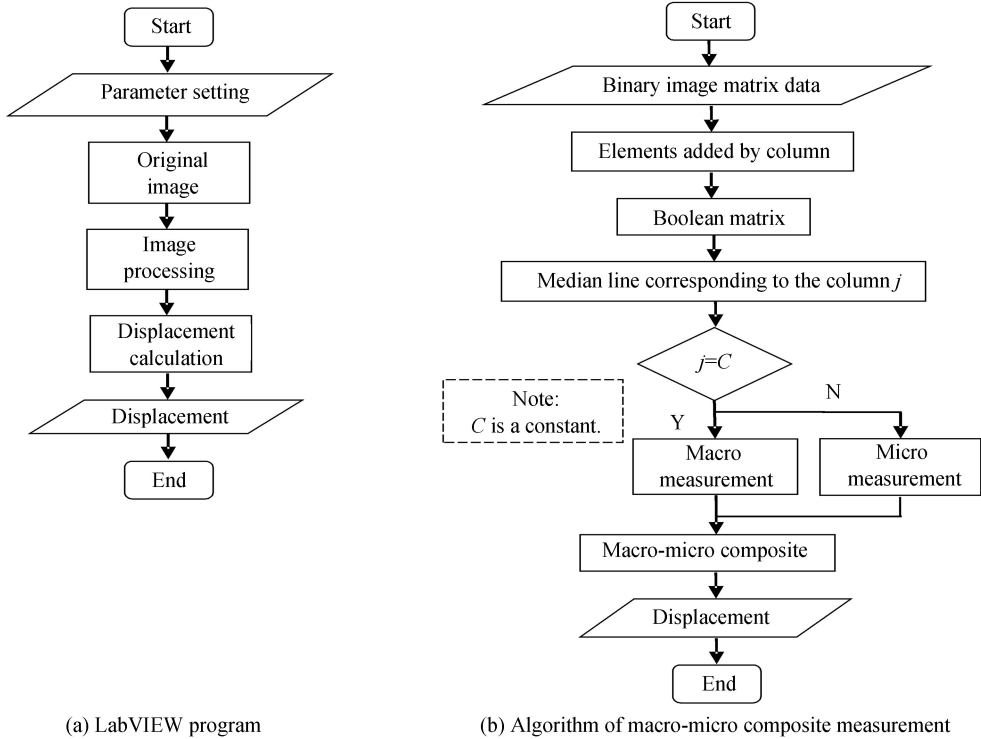 Start
Parameter setting
Original
image
Image
processing
Displacement
calculation
Displacement
End
(a) LabVIEW program
Start
Binary image matrix data
Elements added by column
Boolean matrix
Median line corresponding to the column j
j=C
Note:
C is a constant.
Y
N
Macro
measurement
Micro
measurement
Macro-micro composite
Displacement
End
(b) Algorithm of macro-micro composite measurement